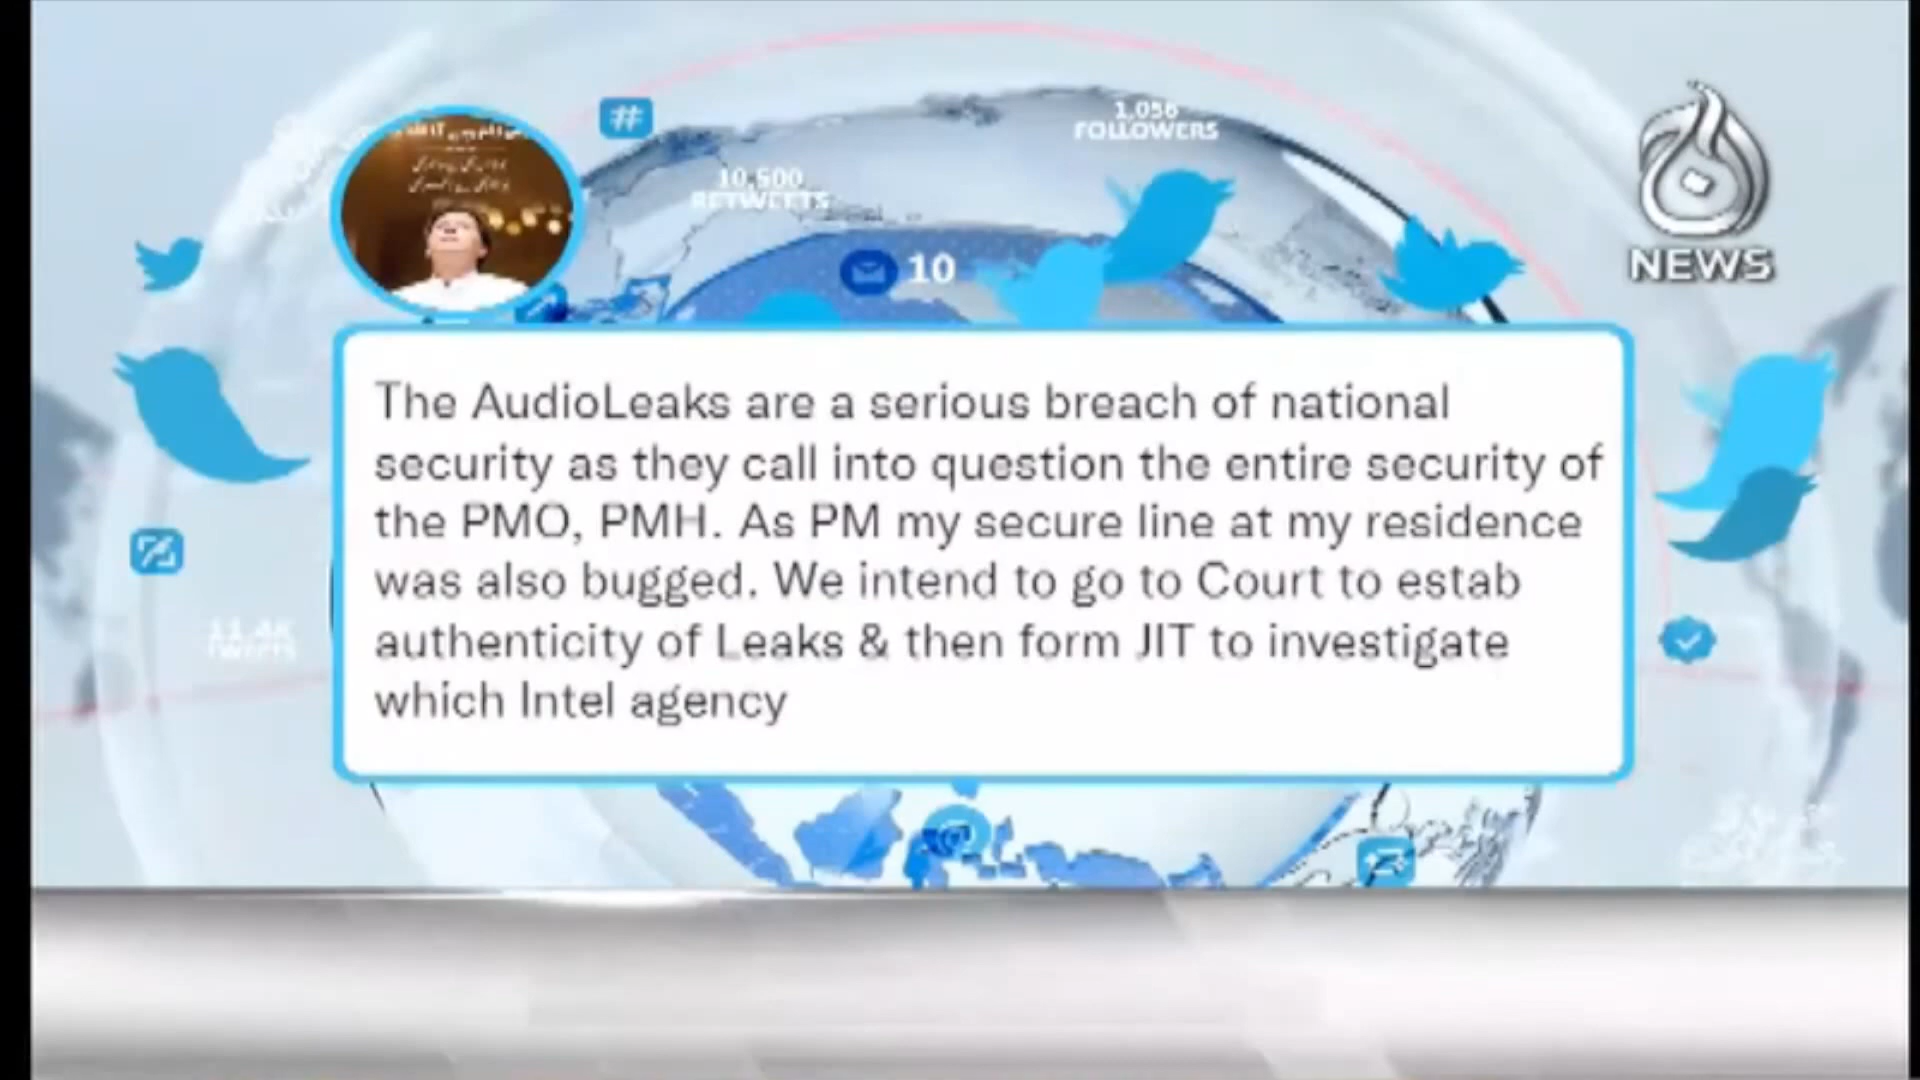 #
1,056
FOLLOWERS
10,500
RETWEETS
10
NEWS
The AudioLeaks are a serious breach of national
security as they call into question the entire security of
the PMO, PMH. As PM my secure line at my residence
was also bugged. We intend to go to Court to estab
authenticity of Leaks & then form JIT to investigate
which Intel agency
11.4K
TWEETS